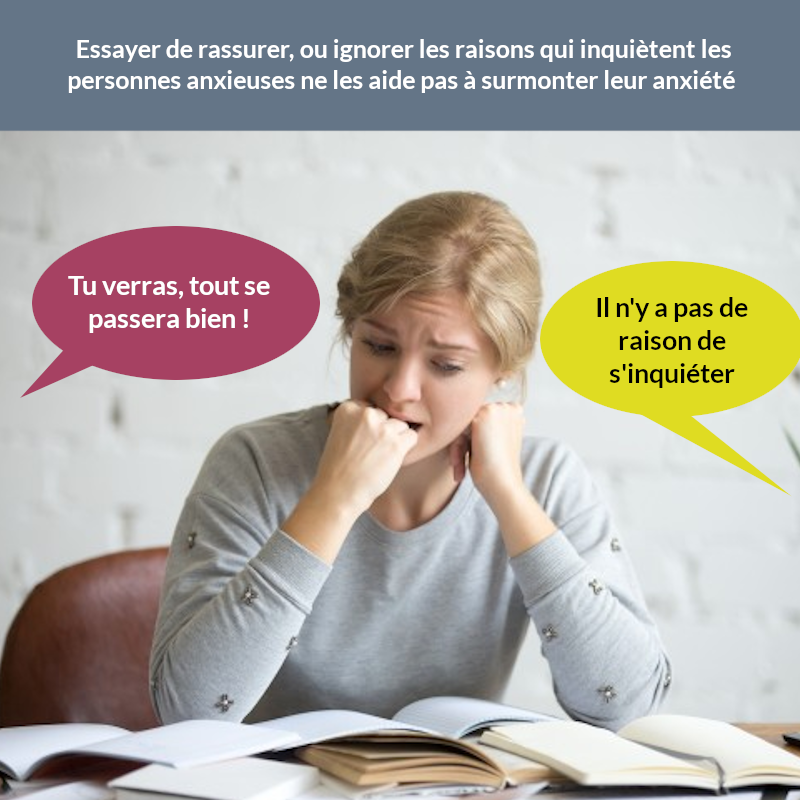 Essayer de rassurer, ou ignorer les raisons qui inquiètent les
personnes anxieuses ne les aide pas à surmonter leur anxiété
Tu verras, tout se
passera bien !
Il n'y a pas de
raison de
s'inquiéter